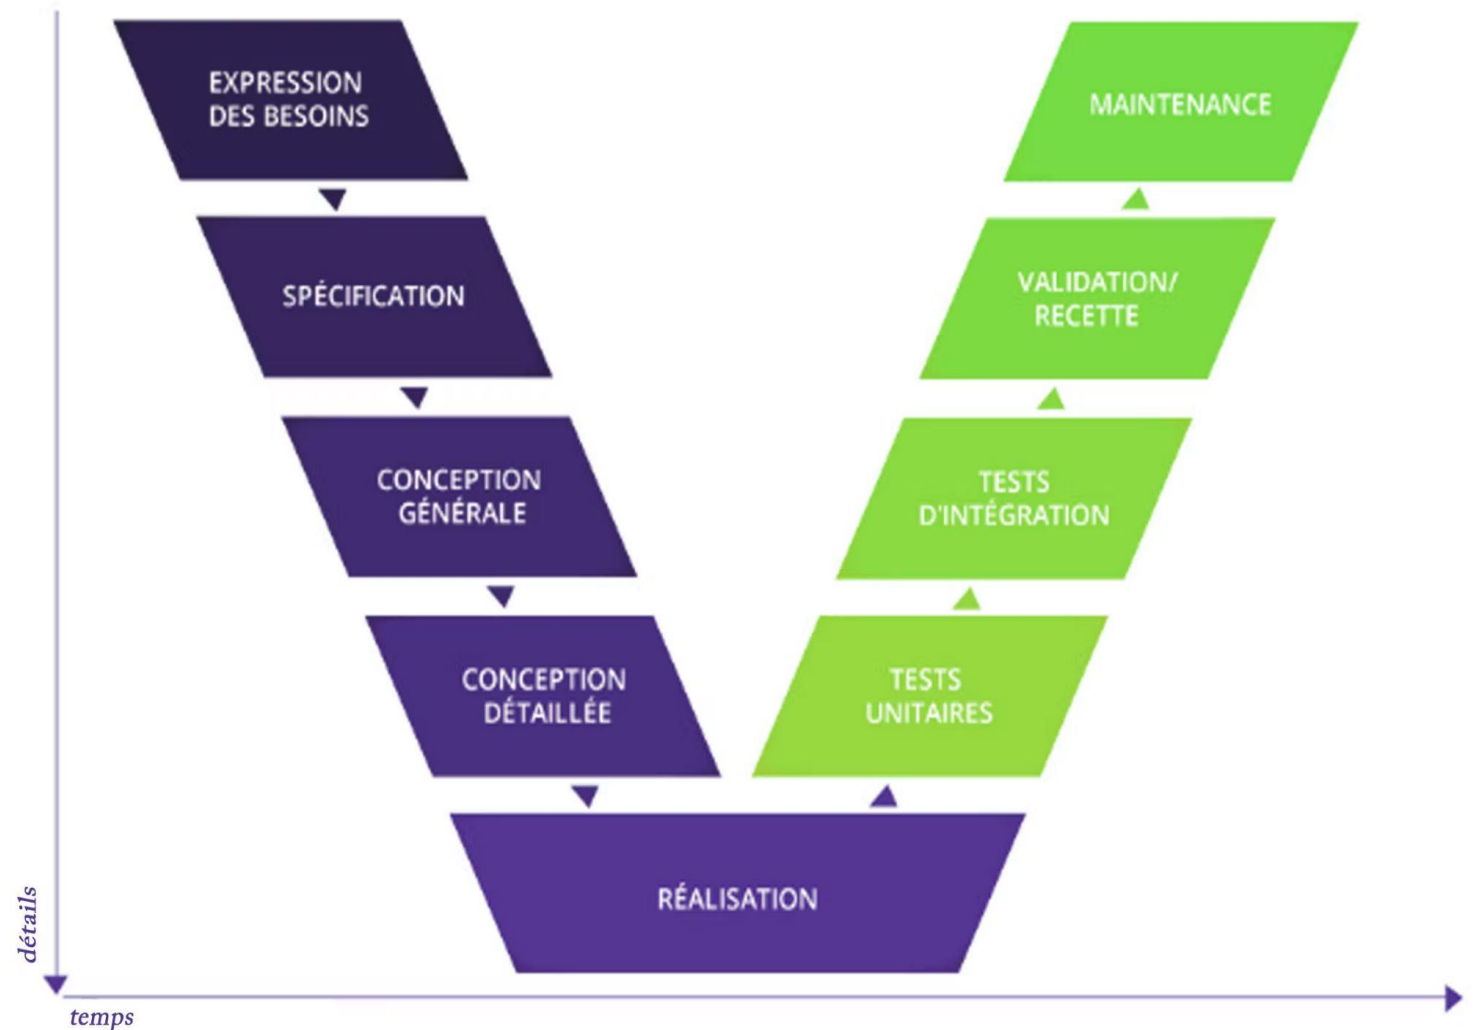 EXPRESSION
DES BESOINS
SPÉCIFICATION
CONCEPTION
GÉNÉRALE
CONCEPTION
DÉTAILLÉE
RÉALISATION
TESTS
UNITAIRES
TESTS
D'INTÉGRATION
VALIDATION/
RECETTE
MAINTENANCE
détails
temps